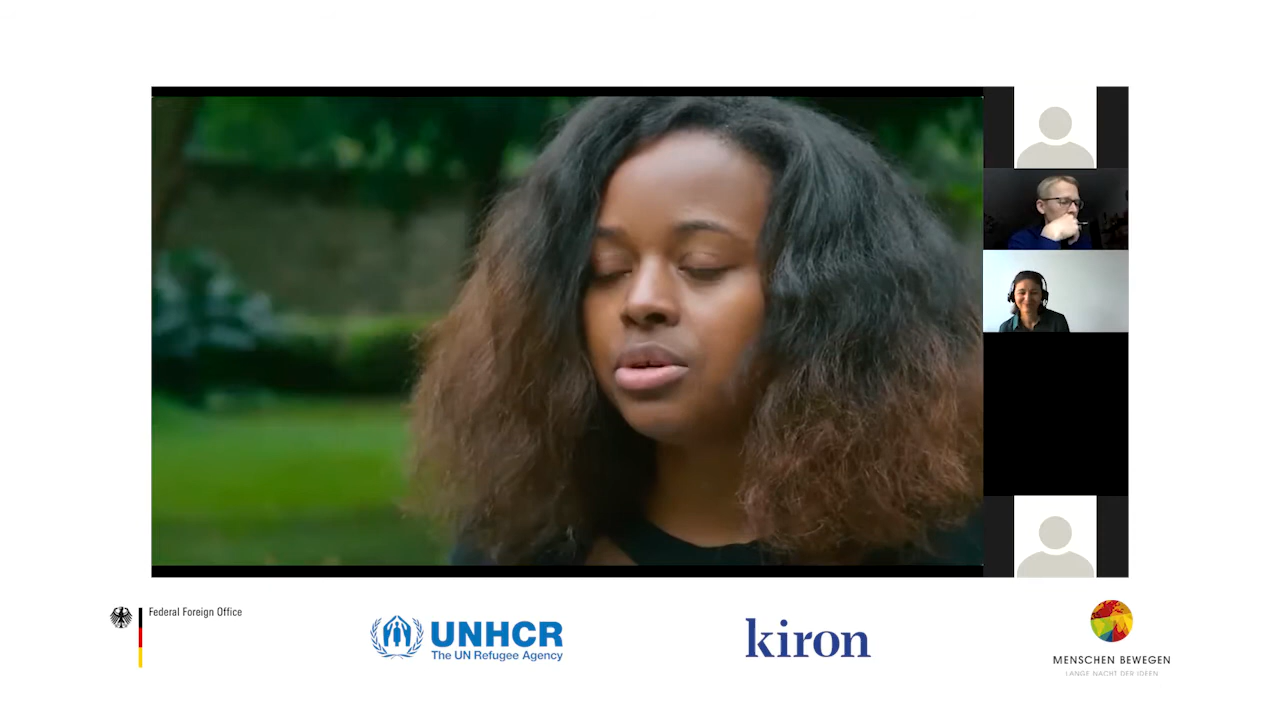 Federal Foreign Office
UNHCR
The UN Refugee Agency
kiron
MENSCHEN BEWEGEN
LANGE NACHT DER IDEEN